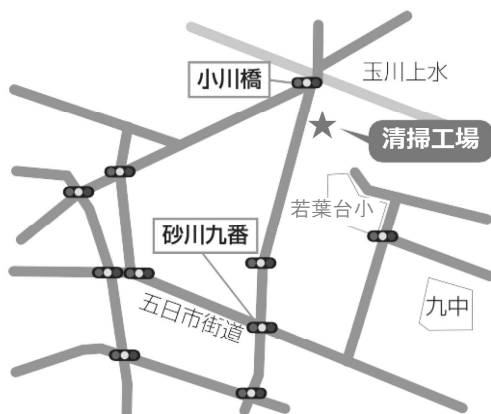 小川橋
玉川上水
清掃工場
若葉台小
砂川九番
九中
五日市街道